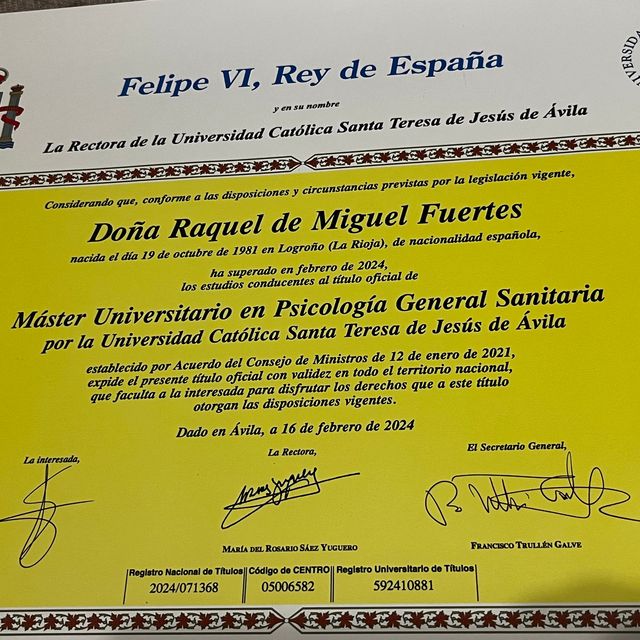 Felipe VI, Rey de España
y en su nombre
La Rectora de la Universidad Católica Santa Teresa de Jesús de Ávila
Considerando que, conforme a las disposiciones y circunstancias previstas por la legislación vigente,
Doña Raquel de Miguel Fuertes
nacida el día 19 de octubre de 1981 en Logroño (La Rioja), de nacionalidad española,
ha superado en febrero de 2024,
los estudios conducentes al título oficial de
Máster Universitario en Psicología General Sanitaria
por la Universidad Católica Santa Teresa de Jesús de Ávila
establecido por Acuerdo del Consejo de Ministros de 12 de enero de 2021,
expide el presente título oficial con validez en todo el territorio nacional,
que faculta a la interesada para disfrutar los derechos que a este título
otorgan las disposiciones vigentes.
Dado en Ávila, a 16 de febrero de 2024
La interesada, La Rectora, El Secretario General,
MARÍA DEL ROSARIO SÁEZ YUGUERO FRANCISCO TRULLÉN GALVE
Registro Nacional de Títulos Código de CENTRO Registro Universitario de Títulos
2024/071368 05006582 592410881